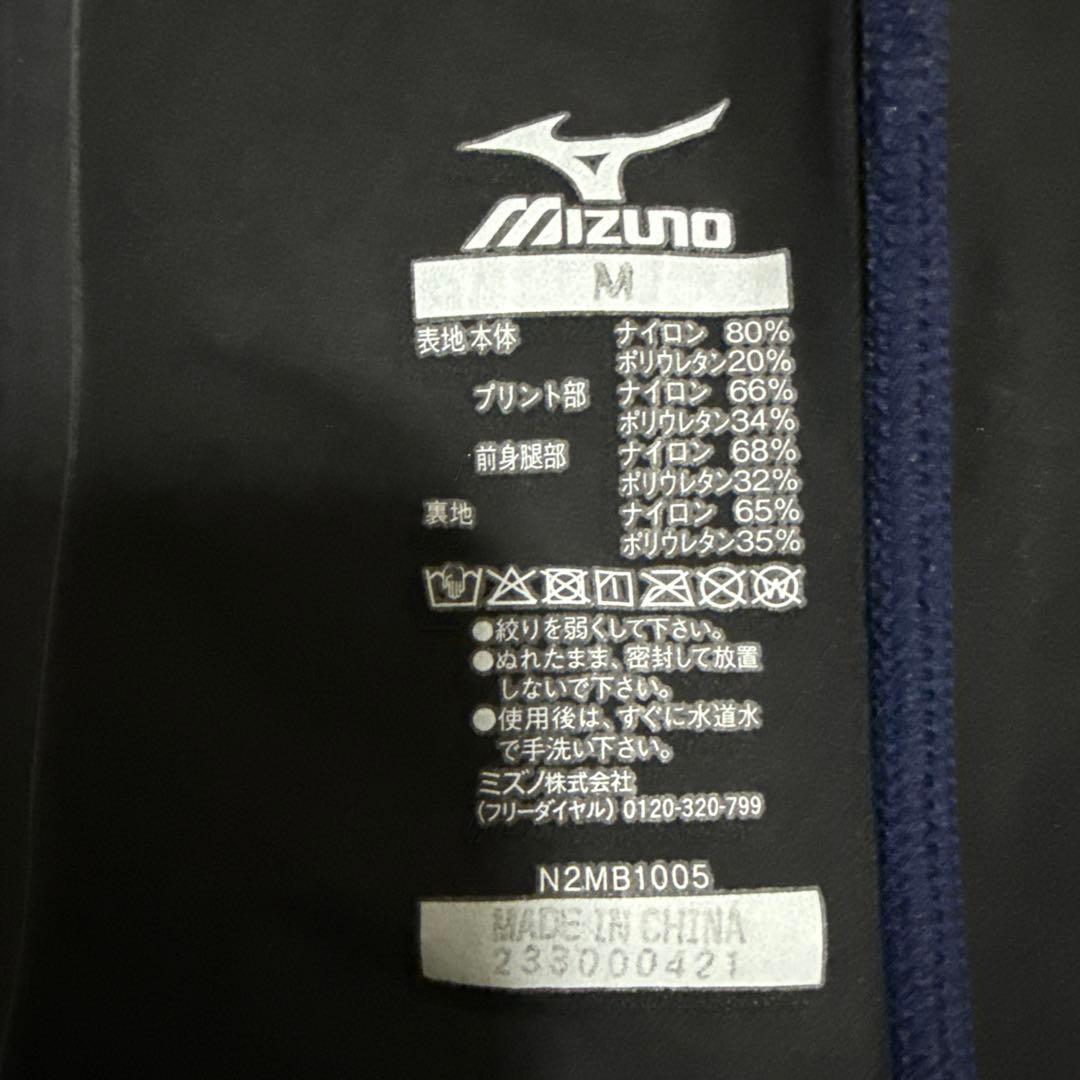 MIZUNO
M
表地 本体 ナイロン 80%
ポリウレタン20%
プリント部 ナイロン 66%
ポリウレタン34%
前身腿部 ナイロン 68%
ポリウレタン32%
裏地 ナイロン 65%
ポリウレタン35%
W
●絞りを弱くして下さい。
●ぬれたまま、密封して放置
しないで下さい。
●使用後は、すぐに水道水
で手洗い下さい。
ミズノ株式会社
(フリーダイヤル) 0120-320-799
N2MB1005
MADE IN CHINA
233000421